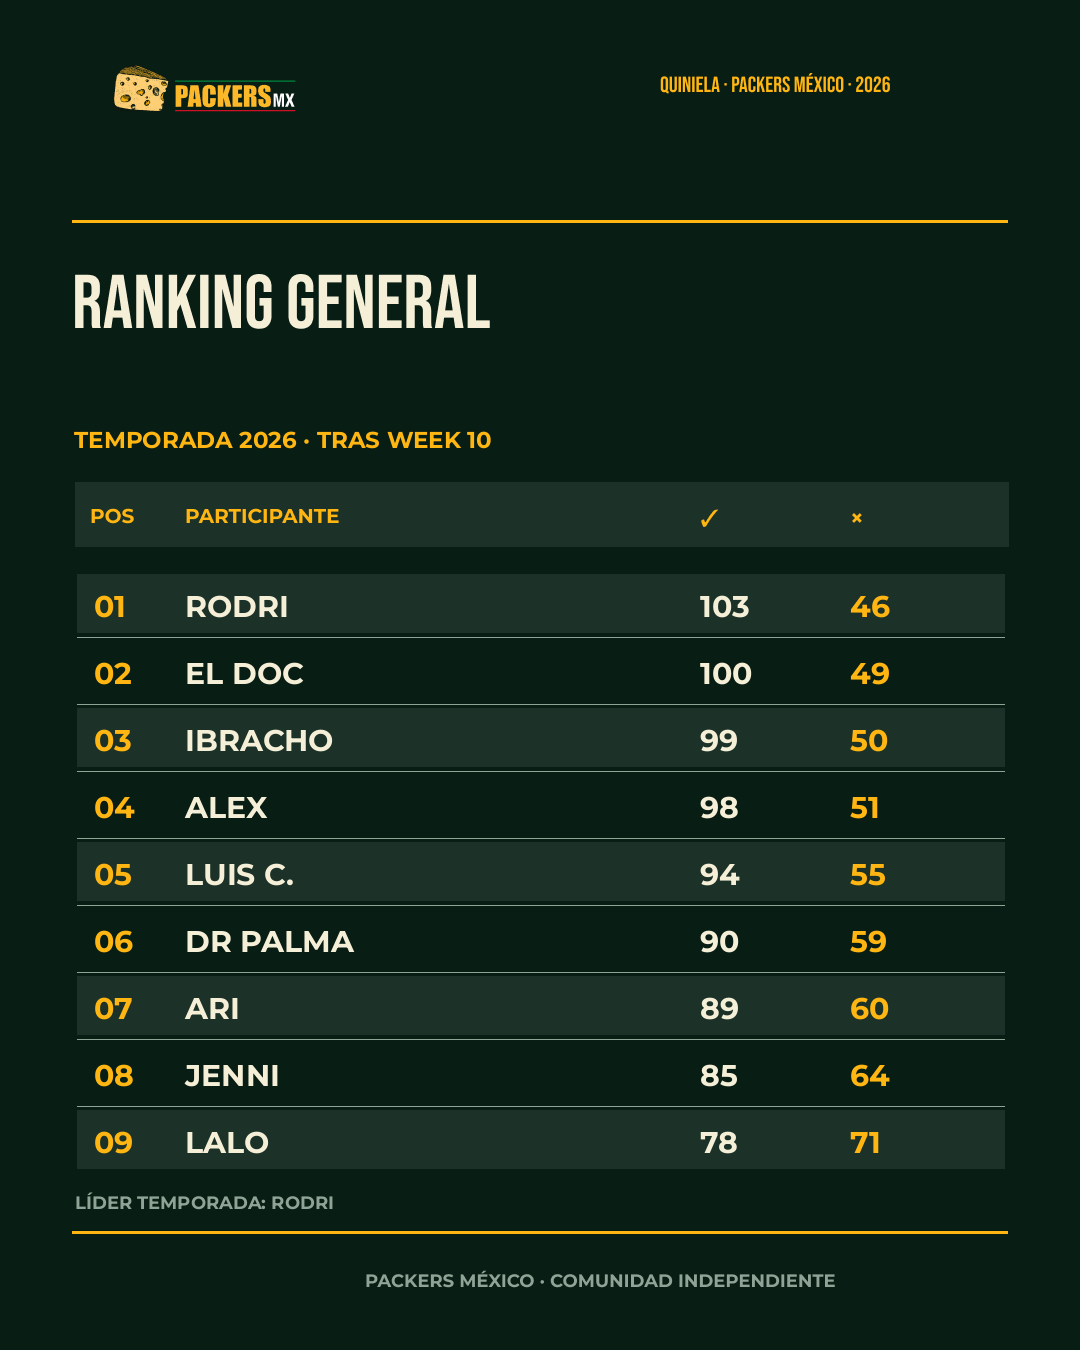 PACKERSMX
QUINIELA · PACKERS MÉXICO · 2026
RANKING GENERAL
TEMPORADA 2026 · TRAS WEEK 10
POS PARTICIPANTE ✓ ×
01 RODRI 103 46
02 EL DOC 100 49
03 IBRACHO 99 50
04 ALEX 98 51
05 LUIS C. 94 55
06 DR PALMA 90 59
07 ARI 89 60
08 JENNI 85 64
09 LALO 78 71
LÍDER TEMPORADA: RODRI
PACKERS MÉXICO · COMUNIDAD INDEPENDIENTE